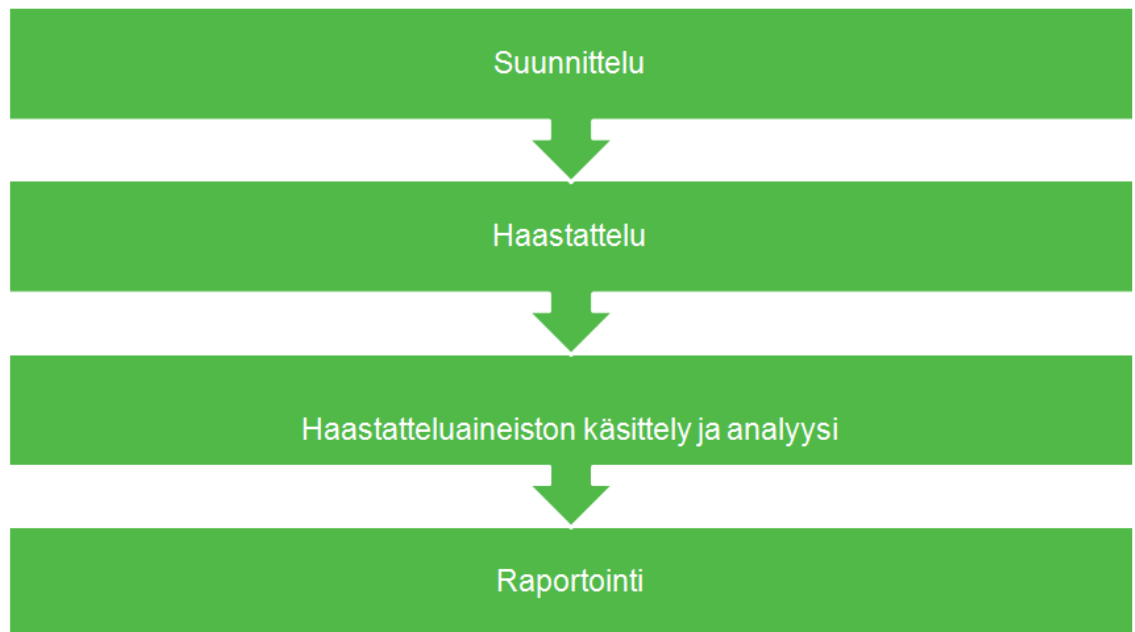 Suunnittelu
Haastattelu
Haastatteluaineiston käsittely ja analyysi
Raportointi